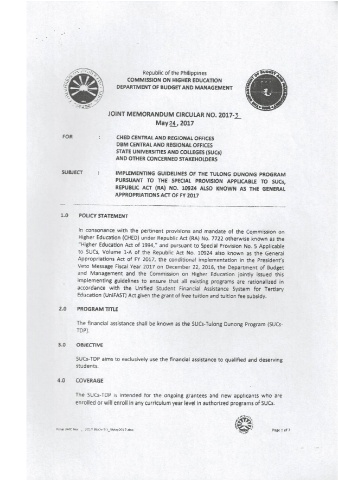 Republic of the Philippines
COMMISSION ON HIGHER EDUCATION
DEPARTMENT OF BUDGET AND MANAGEMENT
JOINT MEMORANDUM CIRCULAR NO. 2017-3
May 24, 2017
FOR : CHED CENTRAL AND REGIONAL OFFICES
DBM CENTRAL AND REGIONAL OFFICES
STATE UNIVERSITIES AND COLLEGES (SUCs)
AND OTHER CONCERNED STAKEHOLDERS
SUBJECT : IMPLEMENTING GUIDELINES OF THE TULONG DUNONG PROGRAM
PURSUANT TO THE SPECIAL PROVISION APPLICABLE TO SUCs,
REPUBLIC ACT (RA) NO. 10924 ALSO KNOWN AS THE GENERAL
APPROPRIATIONS ACT OF FY 2017
1.0 POLICY STATEMENT
In consonance with the pertinent provisions and mandate of the Commission on
Higher Education (CHED) under Republic Act (RA) No. 7722 otherwise known as the
"Higher Education Act of 1994," and pursuant to Special Provision No. 5 Applicable
to SUCs, Volume 1-A of the Republic Act No. 10924 also known as the General
Appropriations Act of FY 2017, the conditional implementation in the President's
Veto Message Fiscal Year 2017 on December 22, 2016, the Department of Budget
and Management and the Commission on Higher Education jointly issued this
implementing guidelines to ensure that all existing programs are rationalized in
accordance with the Unified Student Financial Assistance System for Tertiary
Education (UniFAST) Act given the grant of free tuition and tuition fee subsidy.
2.0 PROGRAM TITLE
The financial assistance shall be known as the SUCs-Tulong Dunong Program (SUCs-
TDP).
3.0 OBJECTIVE
SUCs-TDP aims to exclusively use the financial assistance to qualified and deserving
students.
4.0 COVERAGE
The SUCs-TDP is intended for the ongoing grantees and new applicants who are
enrolled or will enroll in any curriculum year level in authorized programs of SUCs.
Page 1 of 7